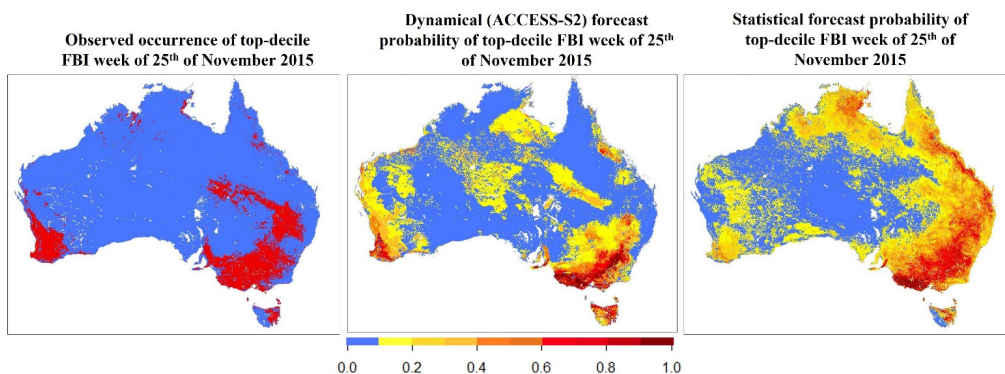 Observed occurrence of top-decile
FBI week of 25th of November 2015
Dynamical (ACCESS-S2) forecast
probability of top-decile FBI week of 25th
of November 2015
Statistical forecast probability of
top-decile FBI week of 25th of
November 2015
0.0 0.2 0.4 0.6 0.8 1.0